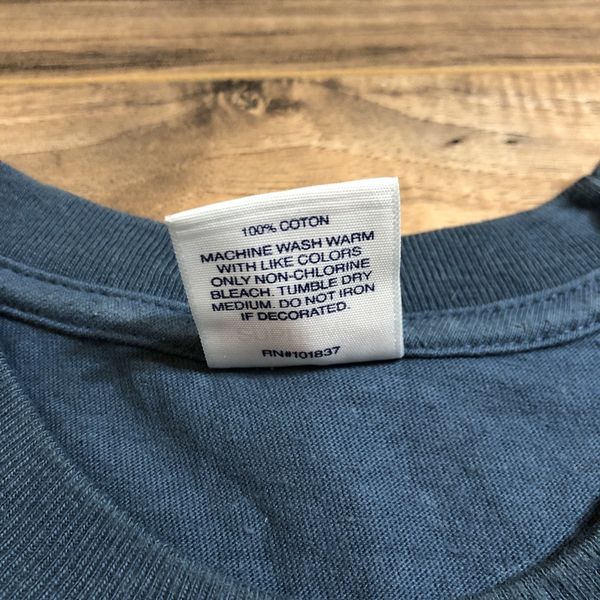 100% COTON
MACHINE WASH WARM
WITH LIKE COLORS
ONLY NON-CHLORINE
BLEACH. TUMBLE DRY
MEDIUM. DO NOT IRON
IF DECORATED.
RN#101837